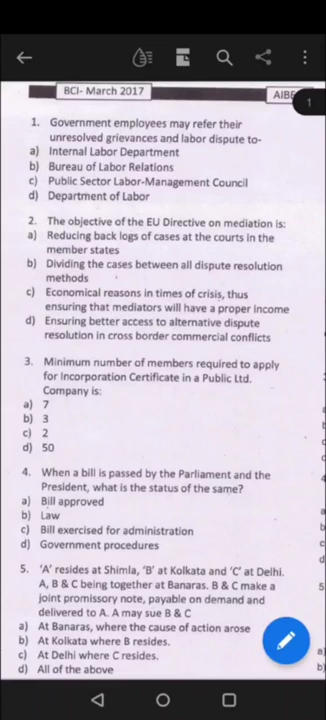 BCI- March 2017
AIBE
1
1. Government employees may refer their
unresolved grievances and labor dispute to-
a) Internal Labor Department
b) Bureau of Labor Relations
c) Public Sector Labor-Management Council
d) Department of Labor
2. The objective of the EU Directive on mediation is:
a) Reducing back logs of cases at the courts in the
member states
b) Dividing the cases between all dispute resolution
methods
c) Economical reasons in times of crisis, thus
ensuring that mediators will have a proper income
d) Ensuring better access to alternative dispute
resolution in cross border commercial conflicts
3. Minimum number of members required to apply
for Incorporation Certificate in a Public Ltd.
Company is:
a) 7
b) 3
c) 2
d) 50
4. When a bill is passed by the Parliament and the
President, what is the status of the same?
a) Bill approved
b) Law
c) Bill exercised for administration
d) Government procedures
5. 'A' resides at Shimla, 'B' at Kolkata and 'C' at Delhi.
A, B & C being together at Banaras. B & C make a
joint promissory note, payable on demand and
delivered to A. A may sue B & C
a) At Banaras, where the cause of action arose
b) At Kolkata where B resides.
c) At Delhi where C resides.
d) All of the above
5
a)
b)